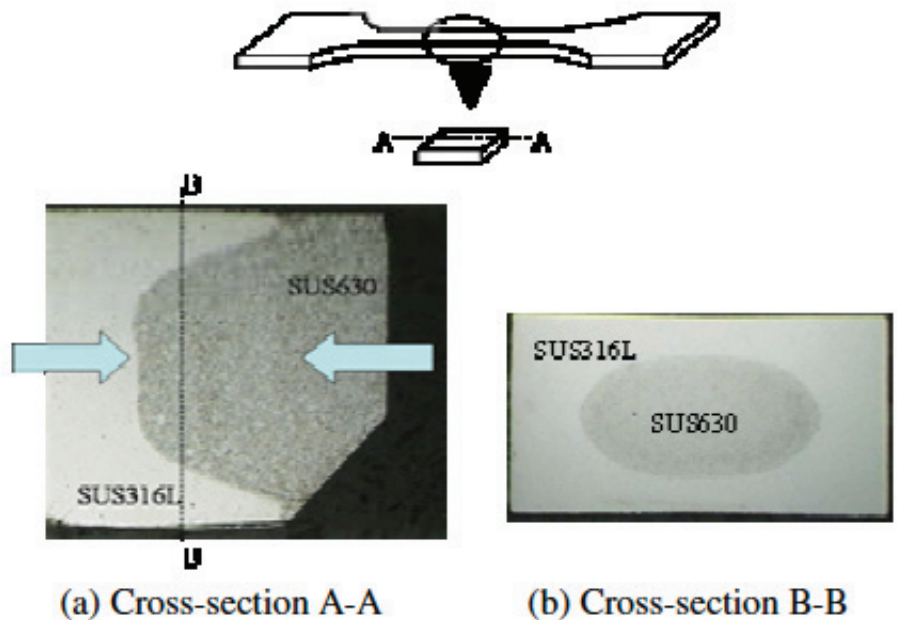 A A
B
SUS630
SUS316L
B
SUS316L
SUS630
(a) Cross-section A-A
(b) Cross-section B-B